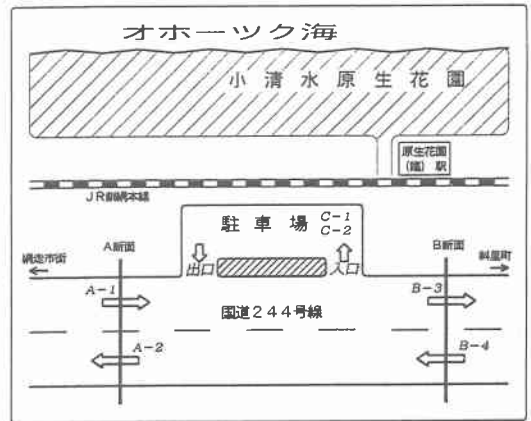 オホーツク海
小清水原生花園
原生花園
(臨)駅
JR釧網本線
駐車場
C-1
C-2
A断面
B断面
網走市街
斜里町
出口
入口
A-1
B-3
国道244号線
A-2
B-4